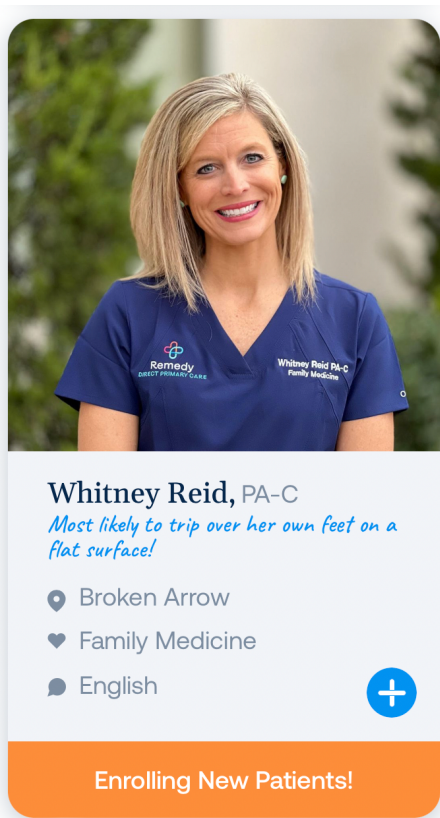 Remedy
DIRECT PRIMARY CARE
Whitney Reid PA-C
Family Medicine
Whitney Reid, PA-C
Most likely to trip over her own feet on a
flat surface!
Broken Arrow
Family Medicine
English
Enrolling New Patients!